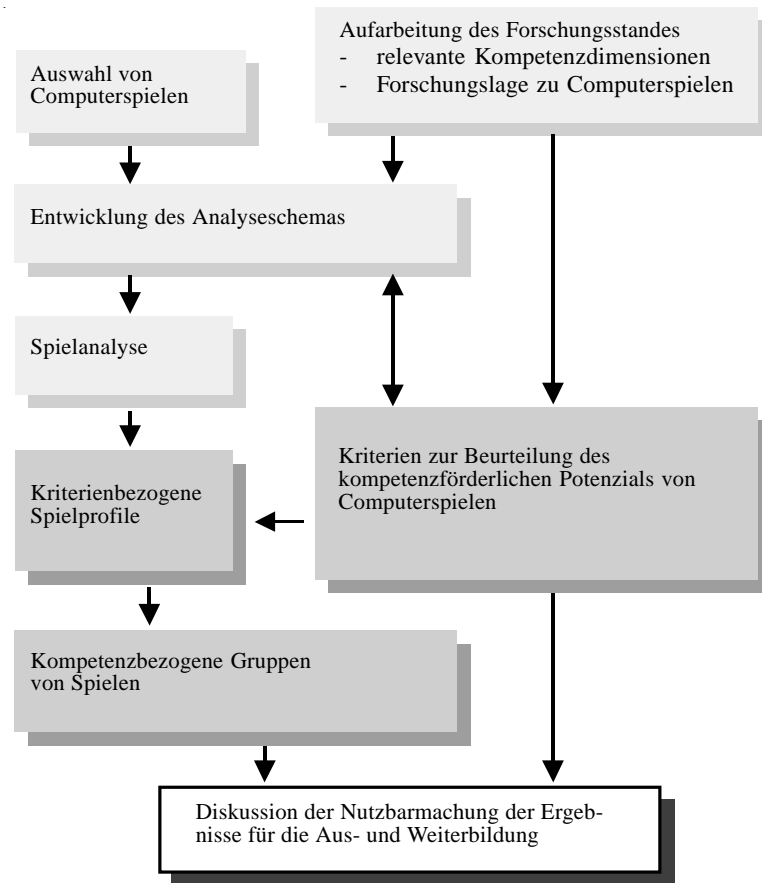 Aufarbeitung des Forschungsstandes
- relevante Kompetenzdimensionen
- Forschungslage zu Computerspielen
Auswahl von
Computerspielen
Entwicklung des Analyseschemas
Spielanalyse
Kriterien zur Beurteilung des
kompetenzförderlichen Potenzials von
Computerspielen
Kriterienbezogene
Spielprofile
Kompetenzbezogene Gruppen
von Spielen
Diskussion der Nutzbarmachung der Ergeb-
nisse für die Aus- und Weiterbildung